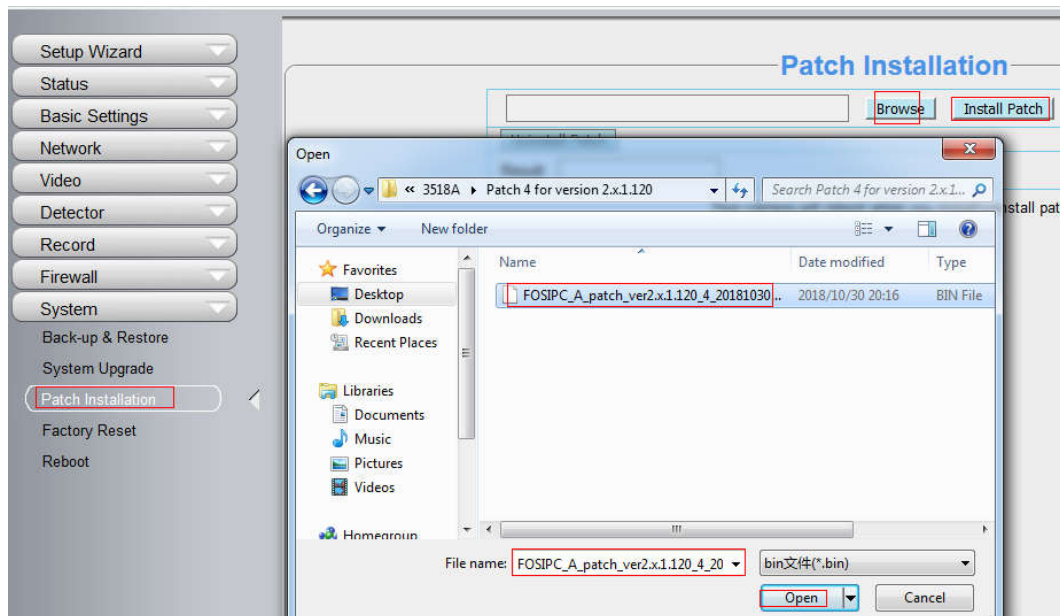 Setup Wizard
Status
Basic Settings
Network
Video
Detector
Record
Firewall
System
Back-up & Restore
System Upgrade
Patch Installation
Factory Reset
Reboot
Patch Installation
Browse Install Patch
Open
« 3518A ▸ Patch 4 for version 2.x.1.120
Search Patch 4 for version 2.x.1...
Organize New folder
Name Date modified Type
FOSIPC_A_patch_ver2.x.1.120_4_20181030... 2018/10/30 20:16 BIN File
Favorites
Desktop
Downloads
Recent Places
Libraries
Documents
Music
Pictures
Videos
Homegroup
File name: FOSIPC_A_patch_ver2.x.1.120_4_20
bin文件(*.bin)
Open Cancel